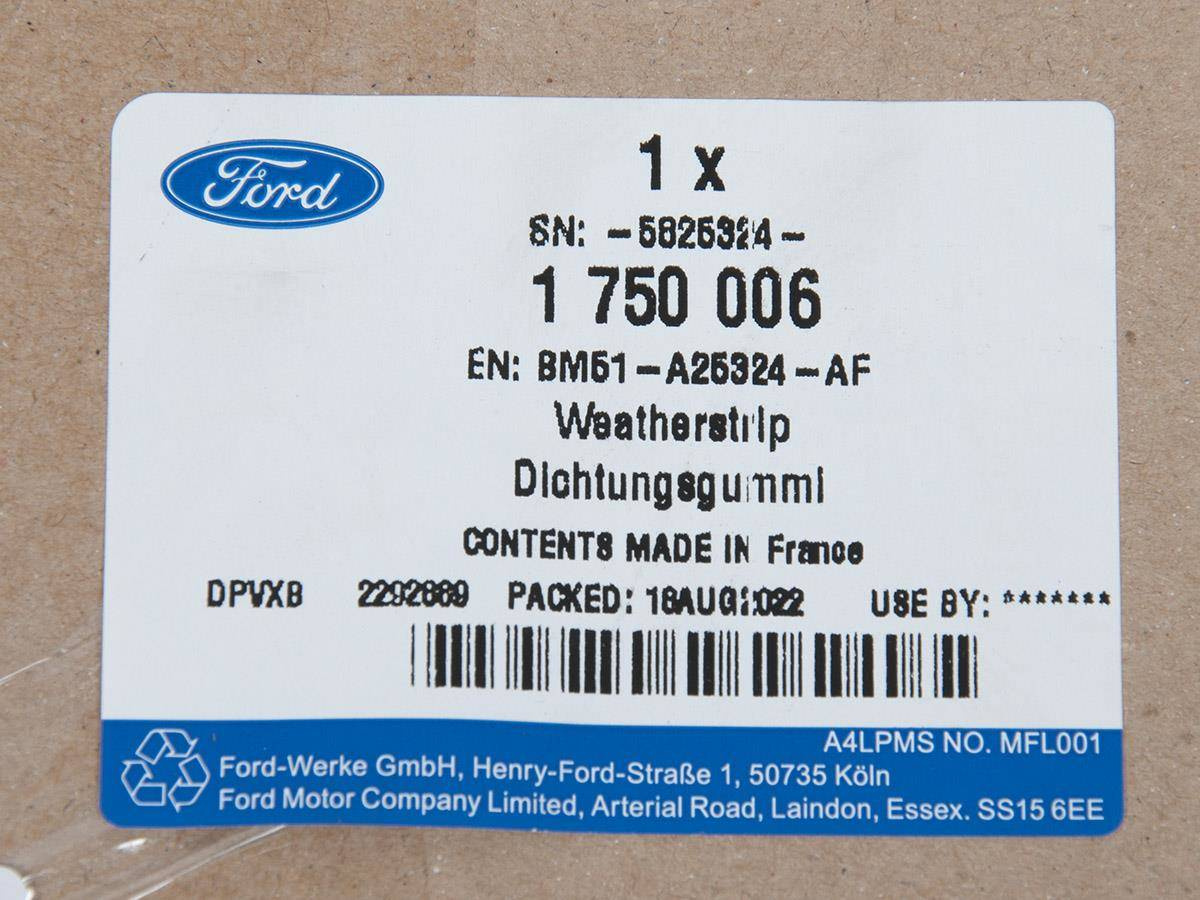 Ford
1 x
SN: -5825324-
1 750 006
EN: BM51-A25324-AF
Weatherstrip
Dichtungsgummi
CONTENTS MADE IN France
DPVXB PACKED: USE BY: *******
A4LPMS NO. MFL001
Ford-Werke GmbH, Henry-Ford-Straße 1, 50735 Köln
Ford Motor Company Limited, Arterial Road, Laindon, Essex. SS15 6EE